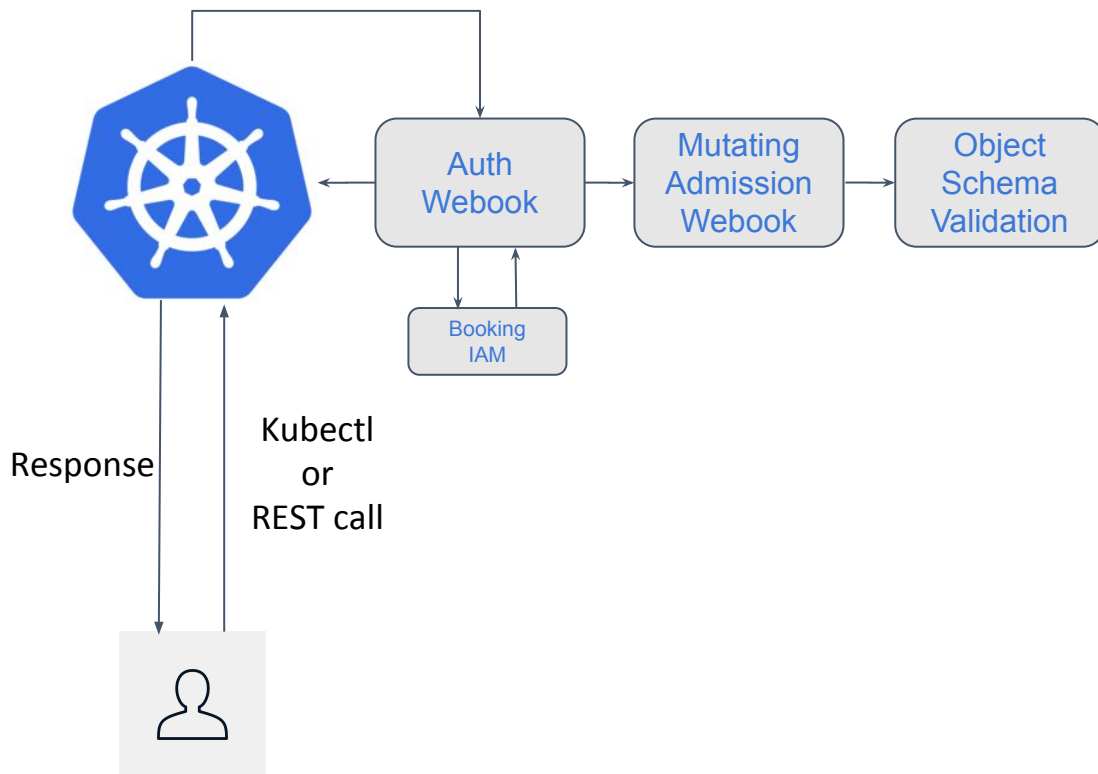 Auth
Webook
Mutating
Admission
Webook
Object
Schema
Validation
Booking
IAM
Response
Kubectl
or
REST call